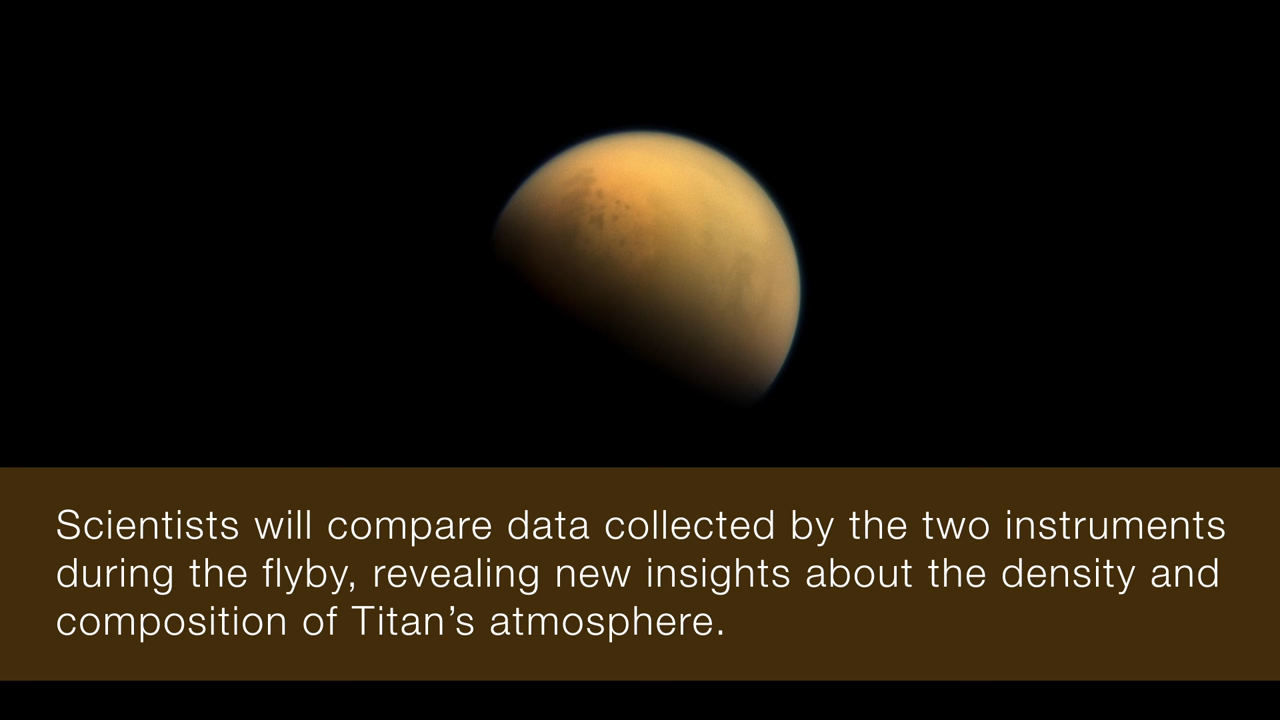 Scientists will compare data collected by the two instruments
during the flyby, revealing new insights about the density and
composition of Titan’s atmosphere.